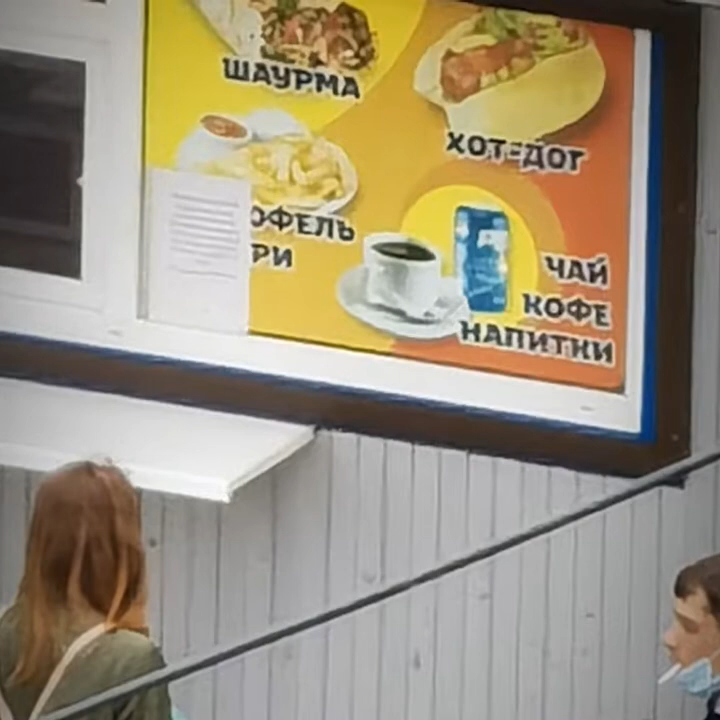 ШАУРМА
ХОТ-ДОГ
ОФЕЛЬ
РИ
ЧАЙ
КОФЕ
НАПИТКИ